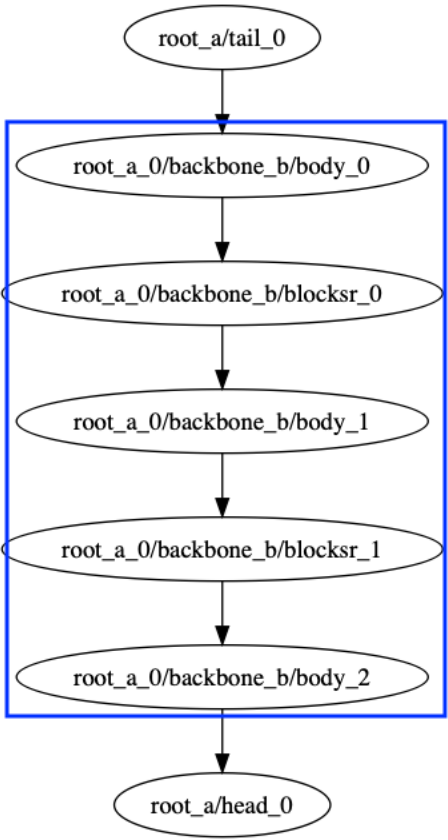 root_a/tail_0
root_a_0/backbone_b/body_0
root_a_0/backbone_b/blocksr_0
root_a_0/backbone_b/body_1
root_a_0/backbone_b/blocksr_1
root_a_0/backbone_b/body_2
root_a/head_0